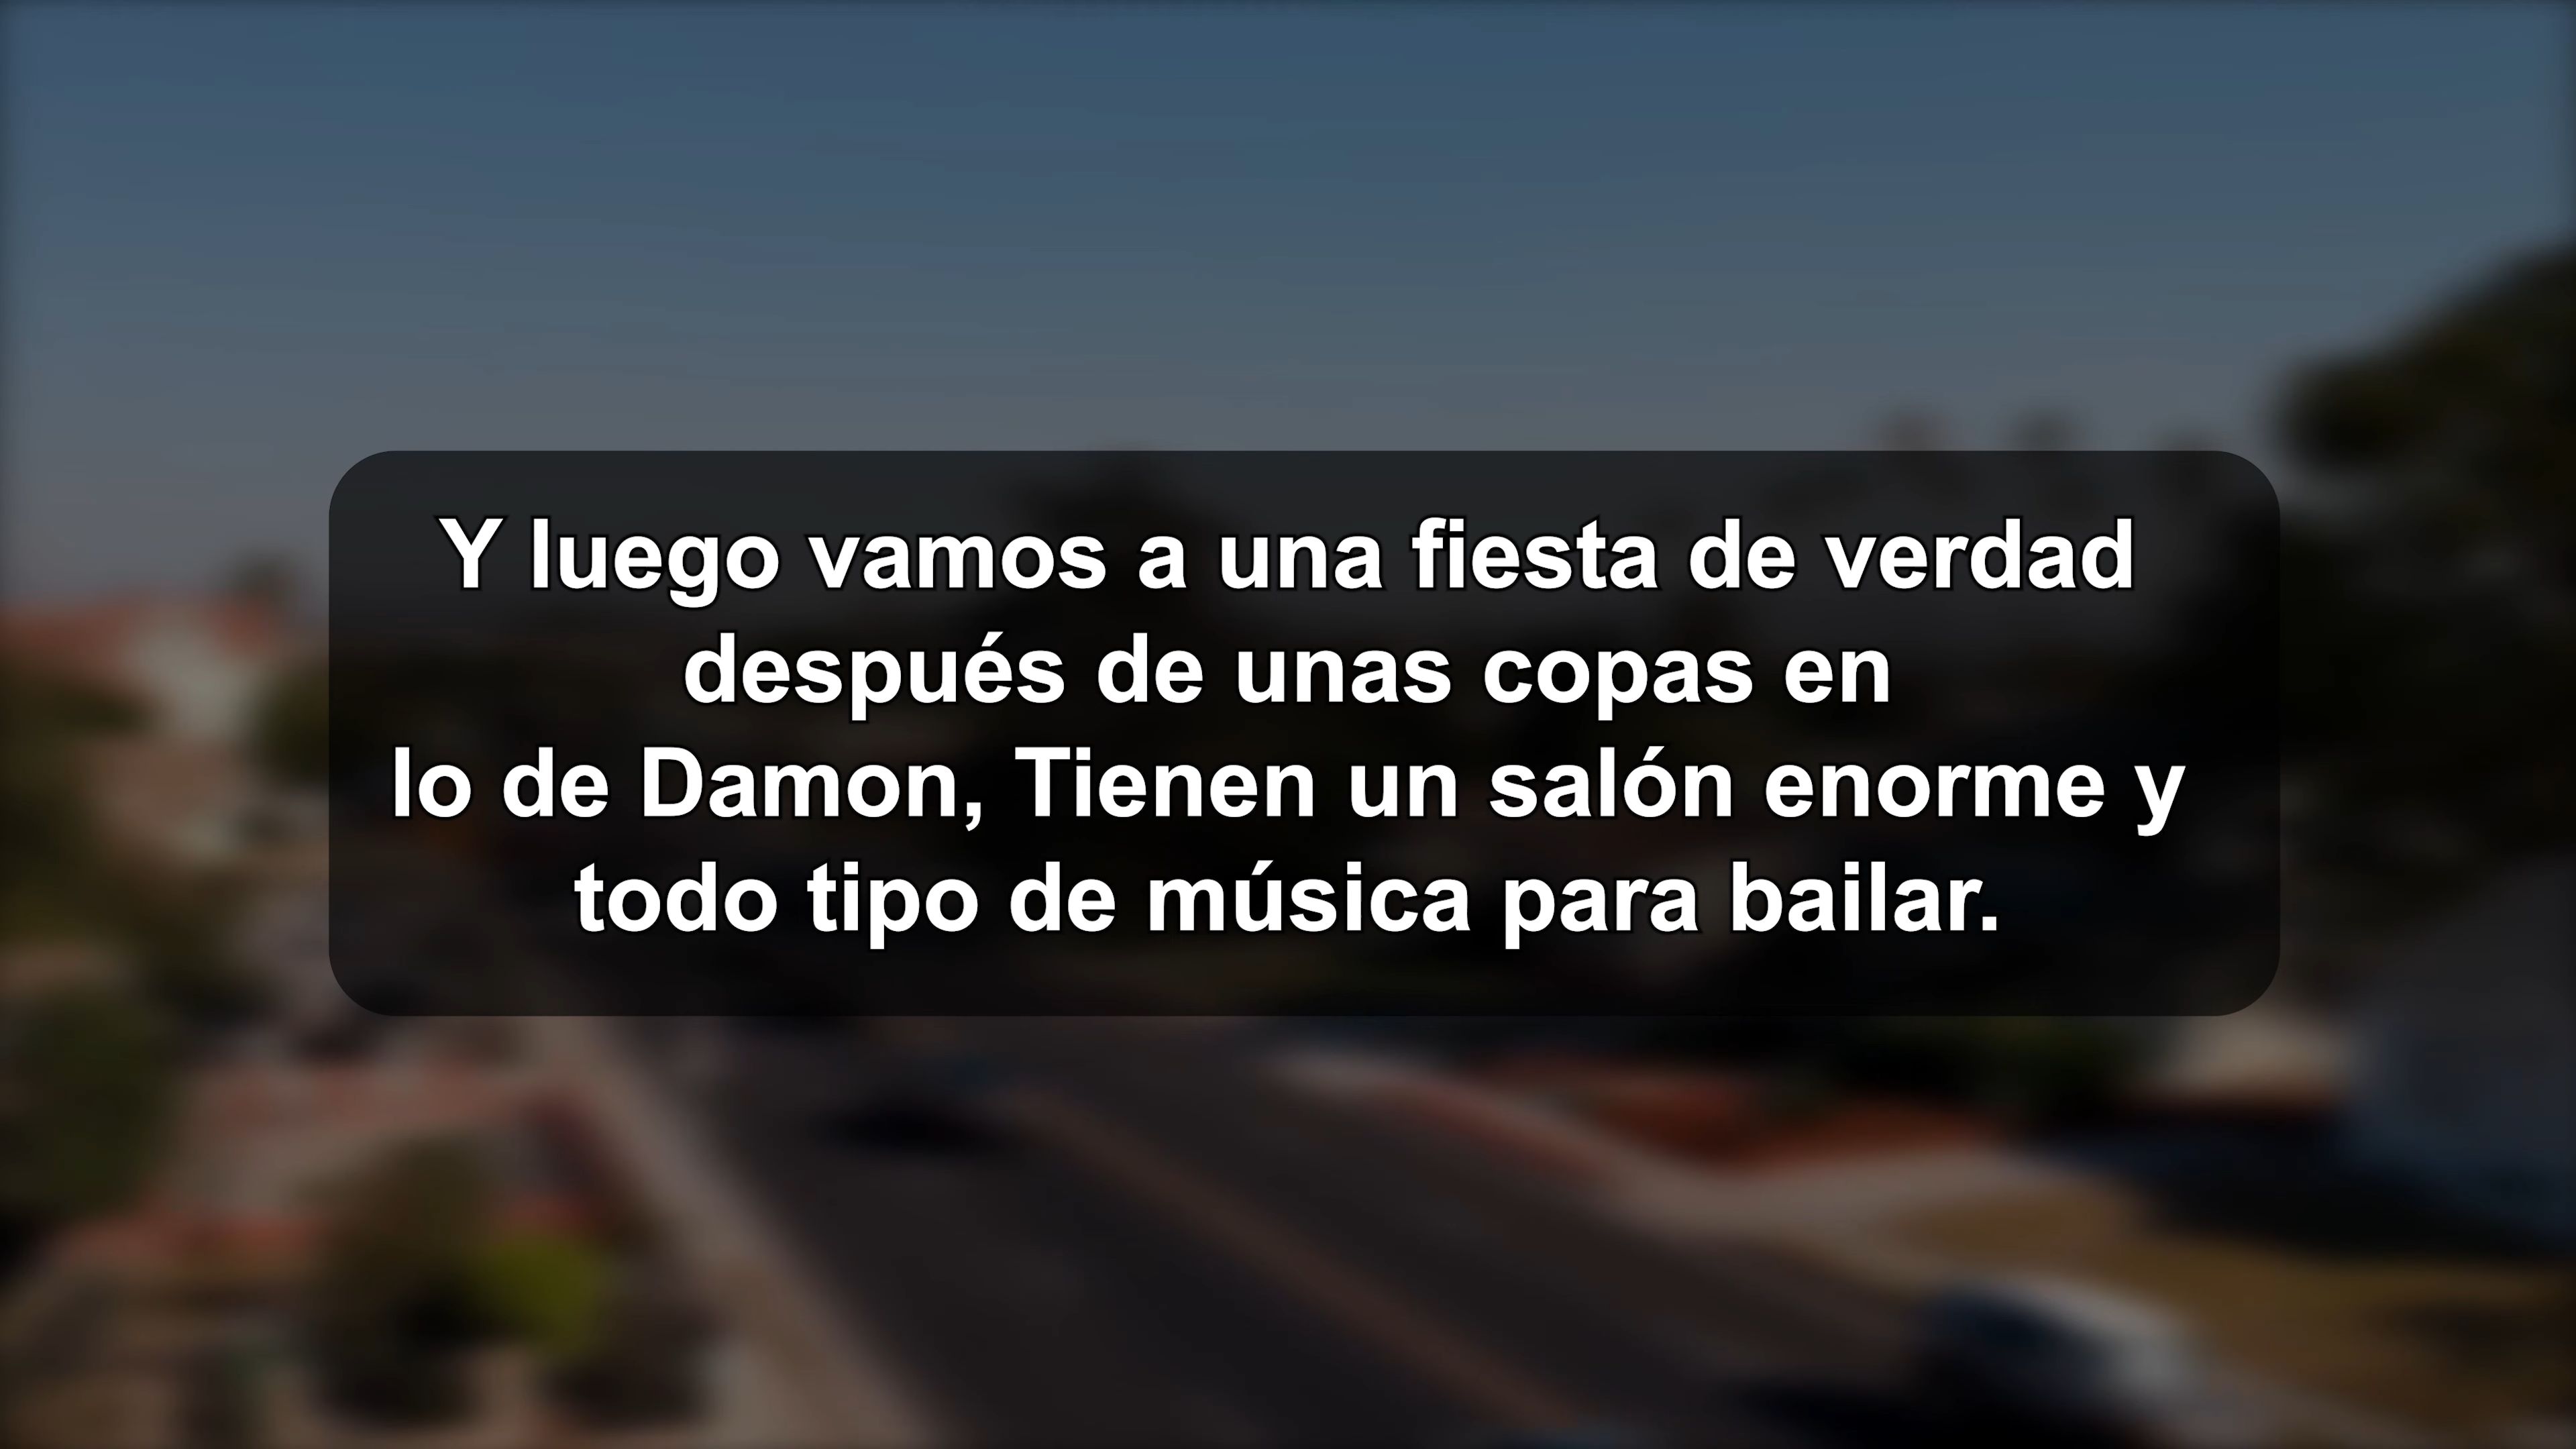 Y luego vamos a una fiesta de verdad
después de unas copas en
lo de Damon, Tienen un salón enorme y
todo tipo de música para bailar.